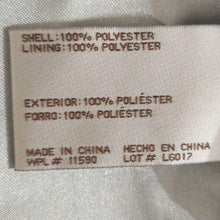 SHELL:100% POLYESTER
LINING:100% POLYESTER
EXTERIOR:100% POLIÉSTER
FORRO:100% POLIÉSTER
MADE IN CHINA HECHO EN CHINA
WPL # 11590 LOT # L6017